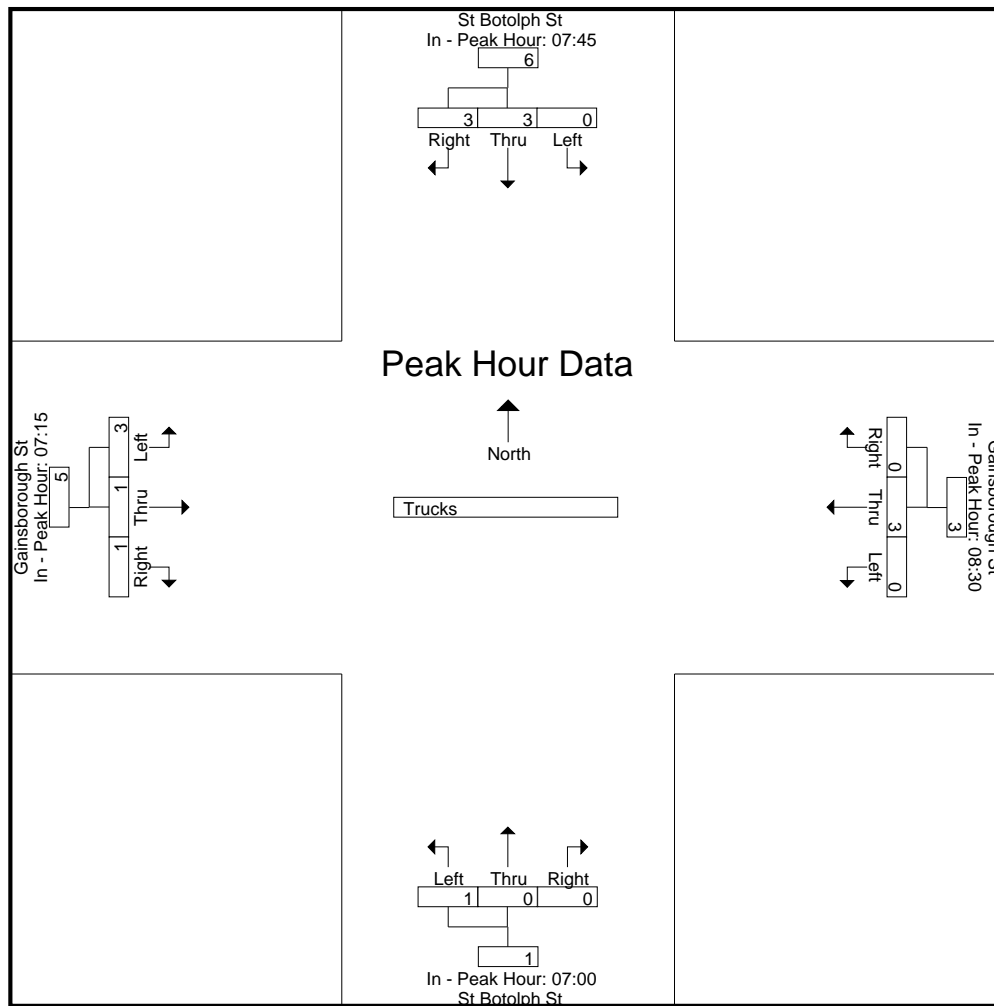 St Botolph St
In - Peak Hour: 07:45
6
3 3 0
Right Thru Left
Peak Hour Data
North
Trucks
Gainsborough St
In - Peak Hour: 07:15
5
3 1 1
Left Thru Right
Gainsborough St
In - Peak Hour: 08:30
3
0 3 0
Right Thru Left
Left Thru Right
1 0 0
1
In - Peak Hour: 07:00
St Botolph St